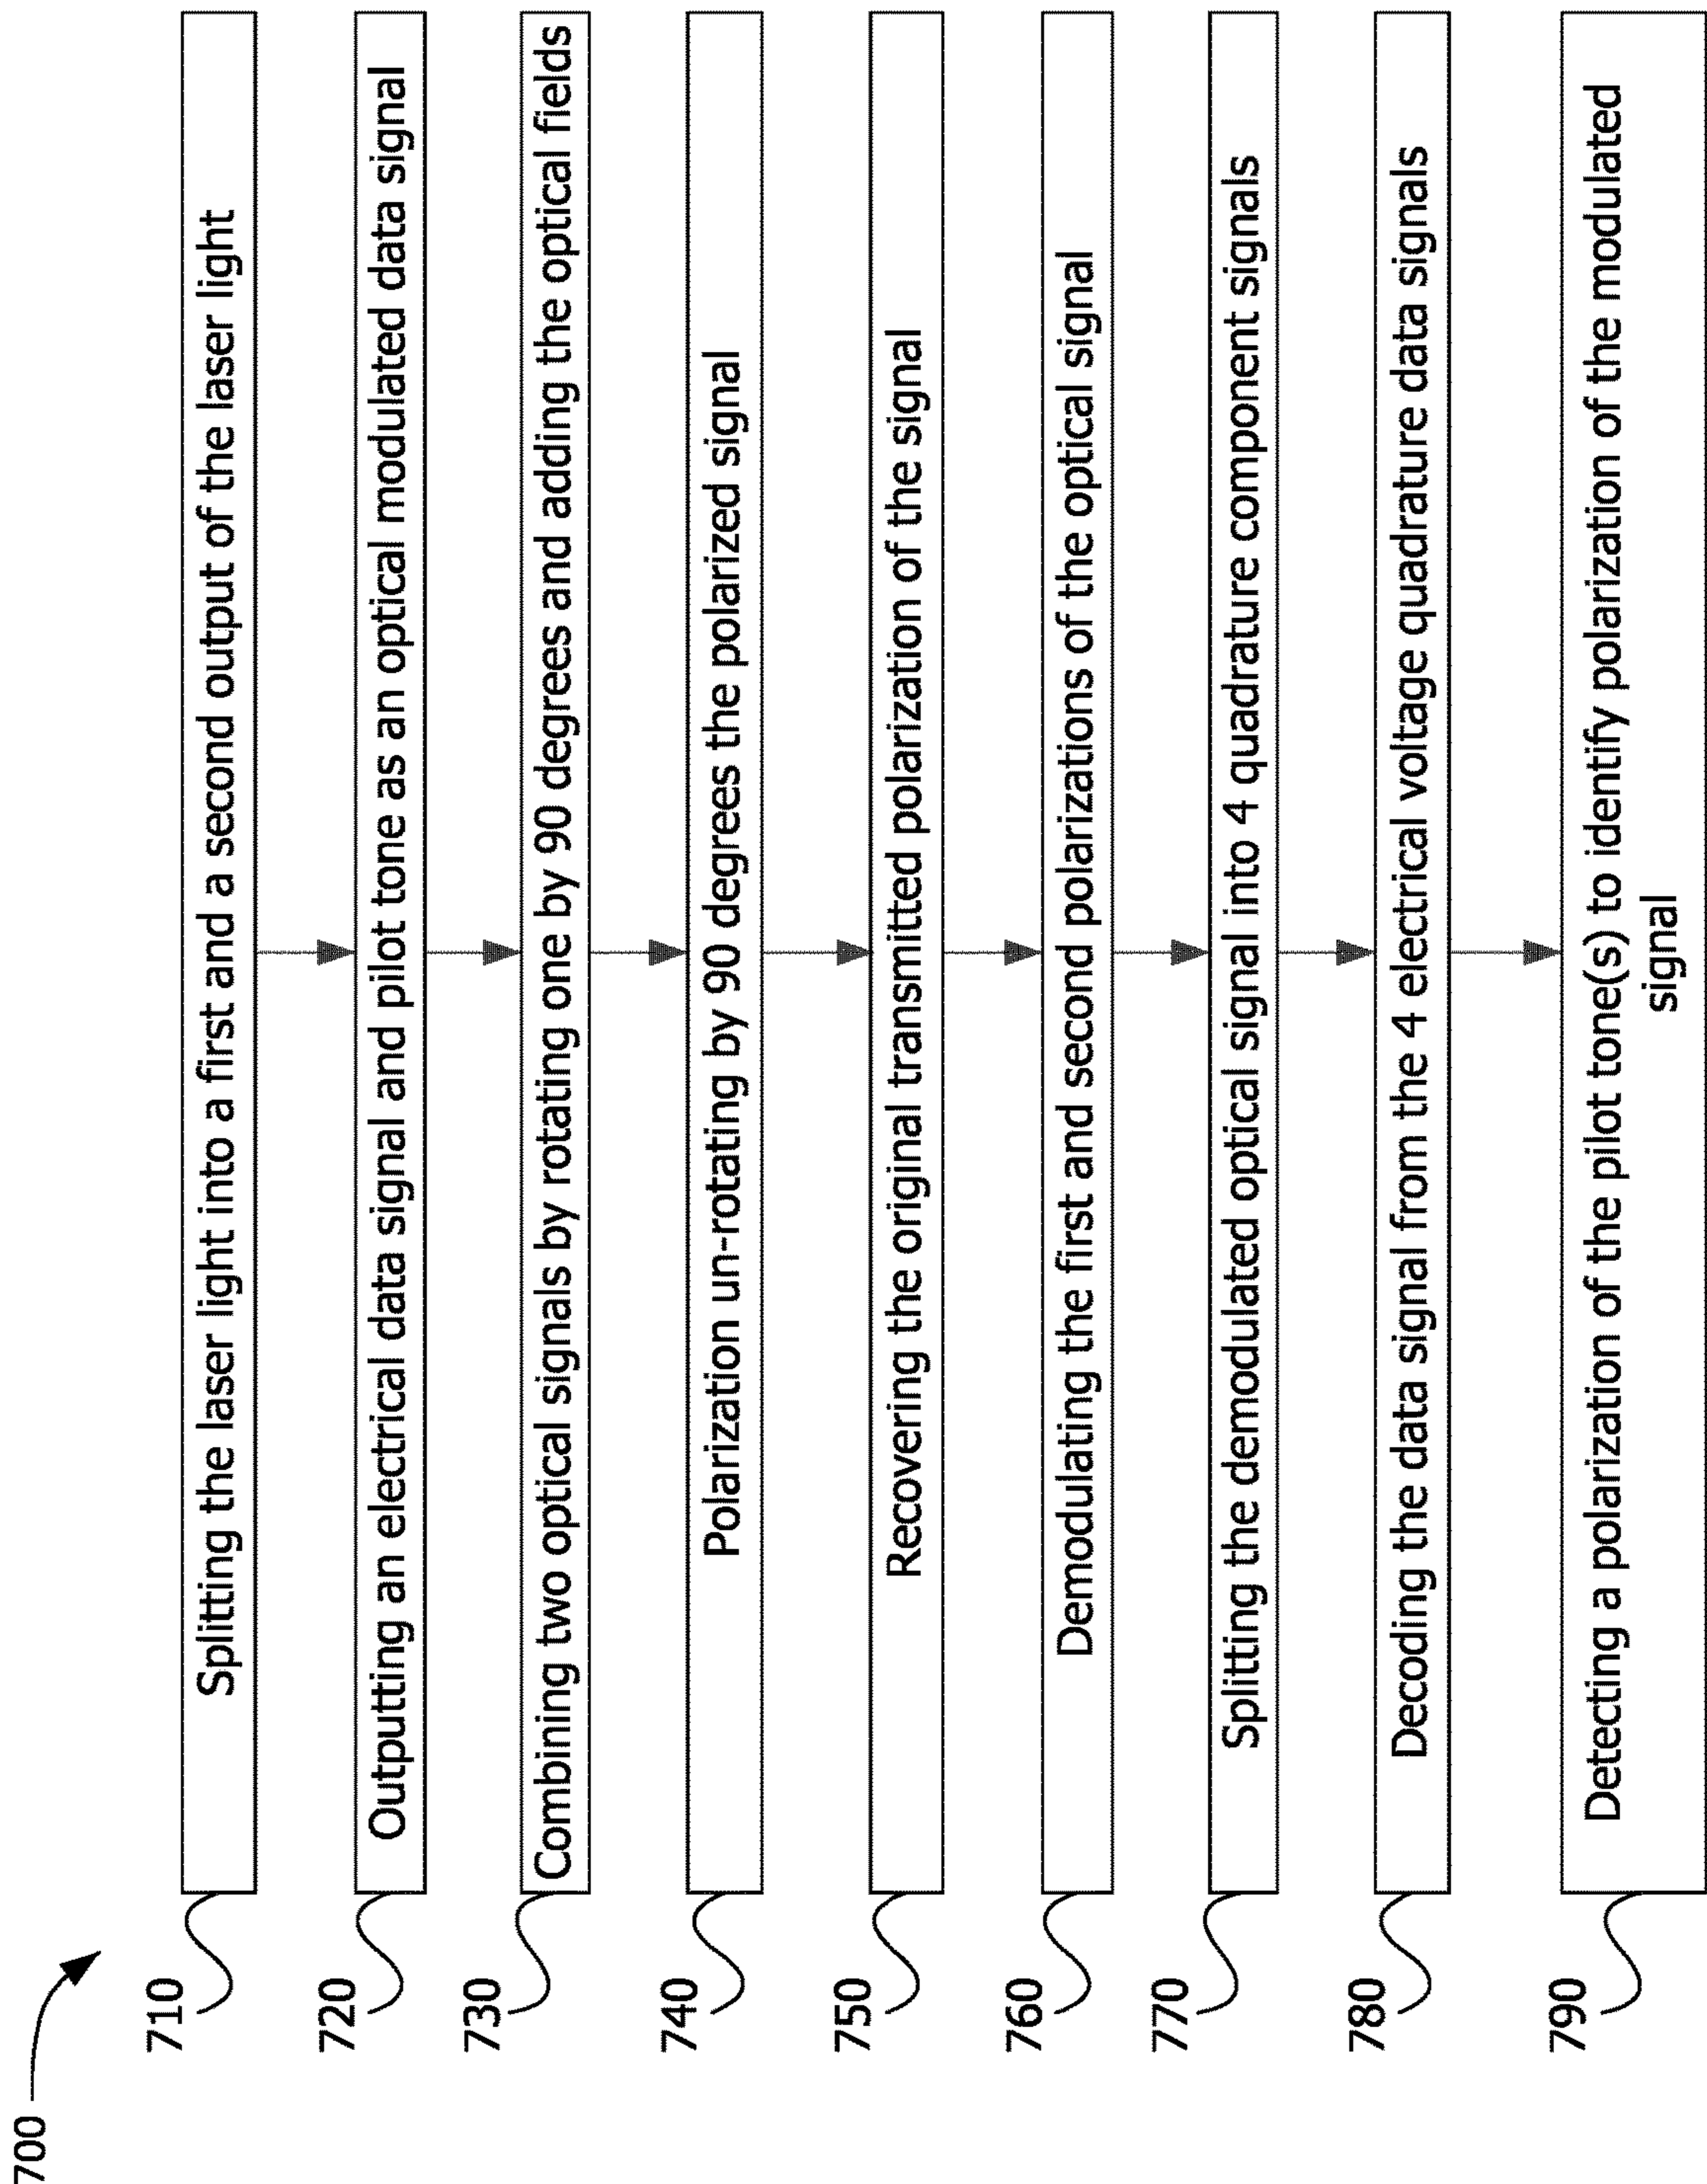 700
710
Splitting the laser light into a first and a second output of the laser light
720
Outputting an electrical data signal and pilot tone as an optical modulated data signal
730
Combining two optical signals by rotating one by 90 degrees and adding the optical fields
740
Polarization un-rotating by 90 degrees the polarized signal
750
Recovering the original transmitted polarization of the signal
760
Demodulating the first and second polarizations of the optical signal
770
Splitting the demodulated optical signal into 4 quadrature component signals
780
Decoding the data signal from the 4 electrical voltage quadrature data signals
790
Detecting a polarization of the pilot tone(s) to identify polarization of the modulated
signal